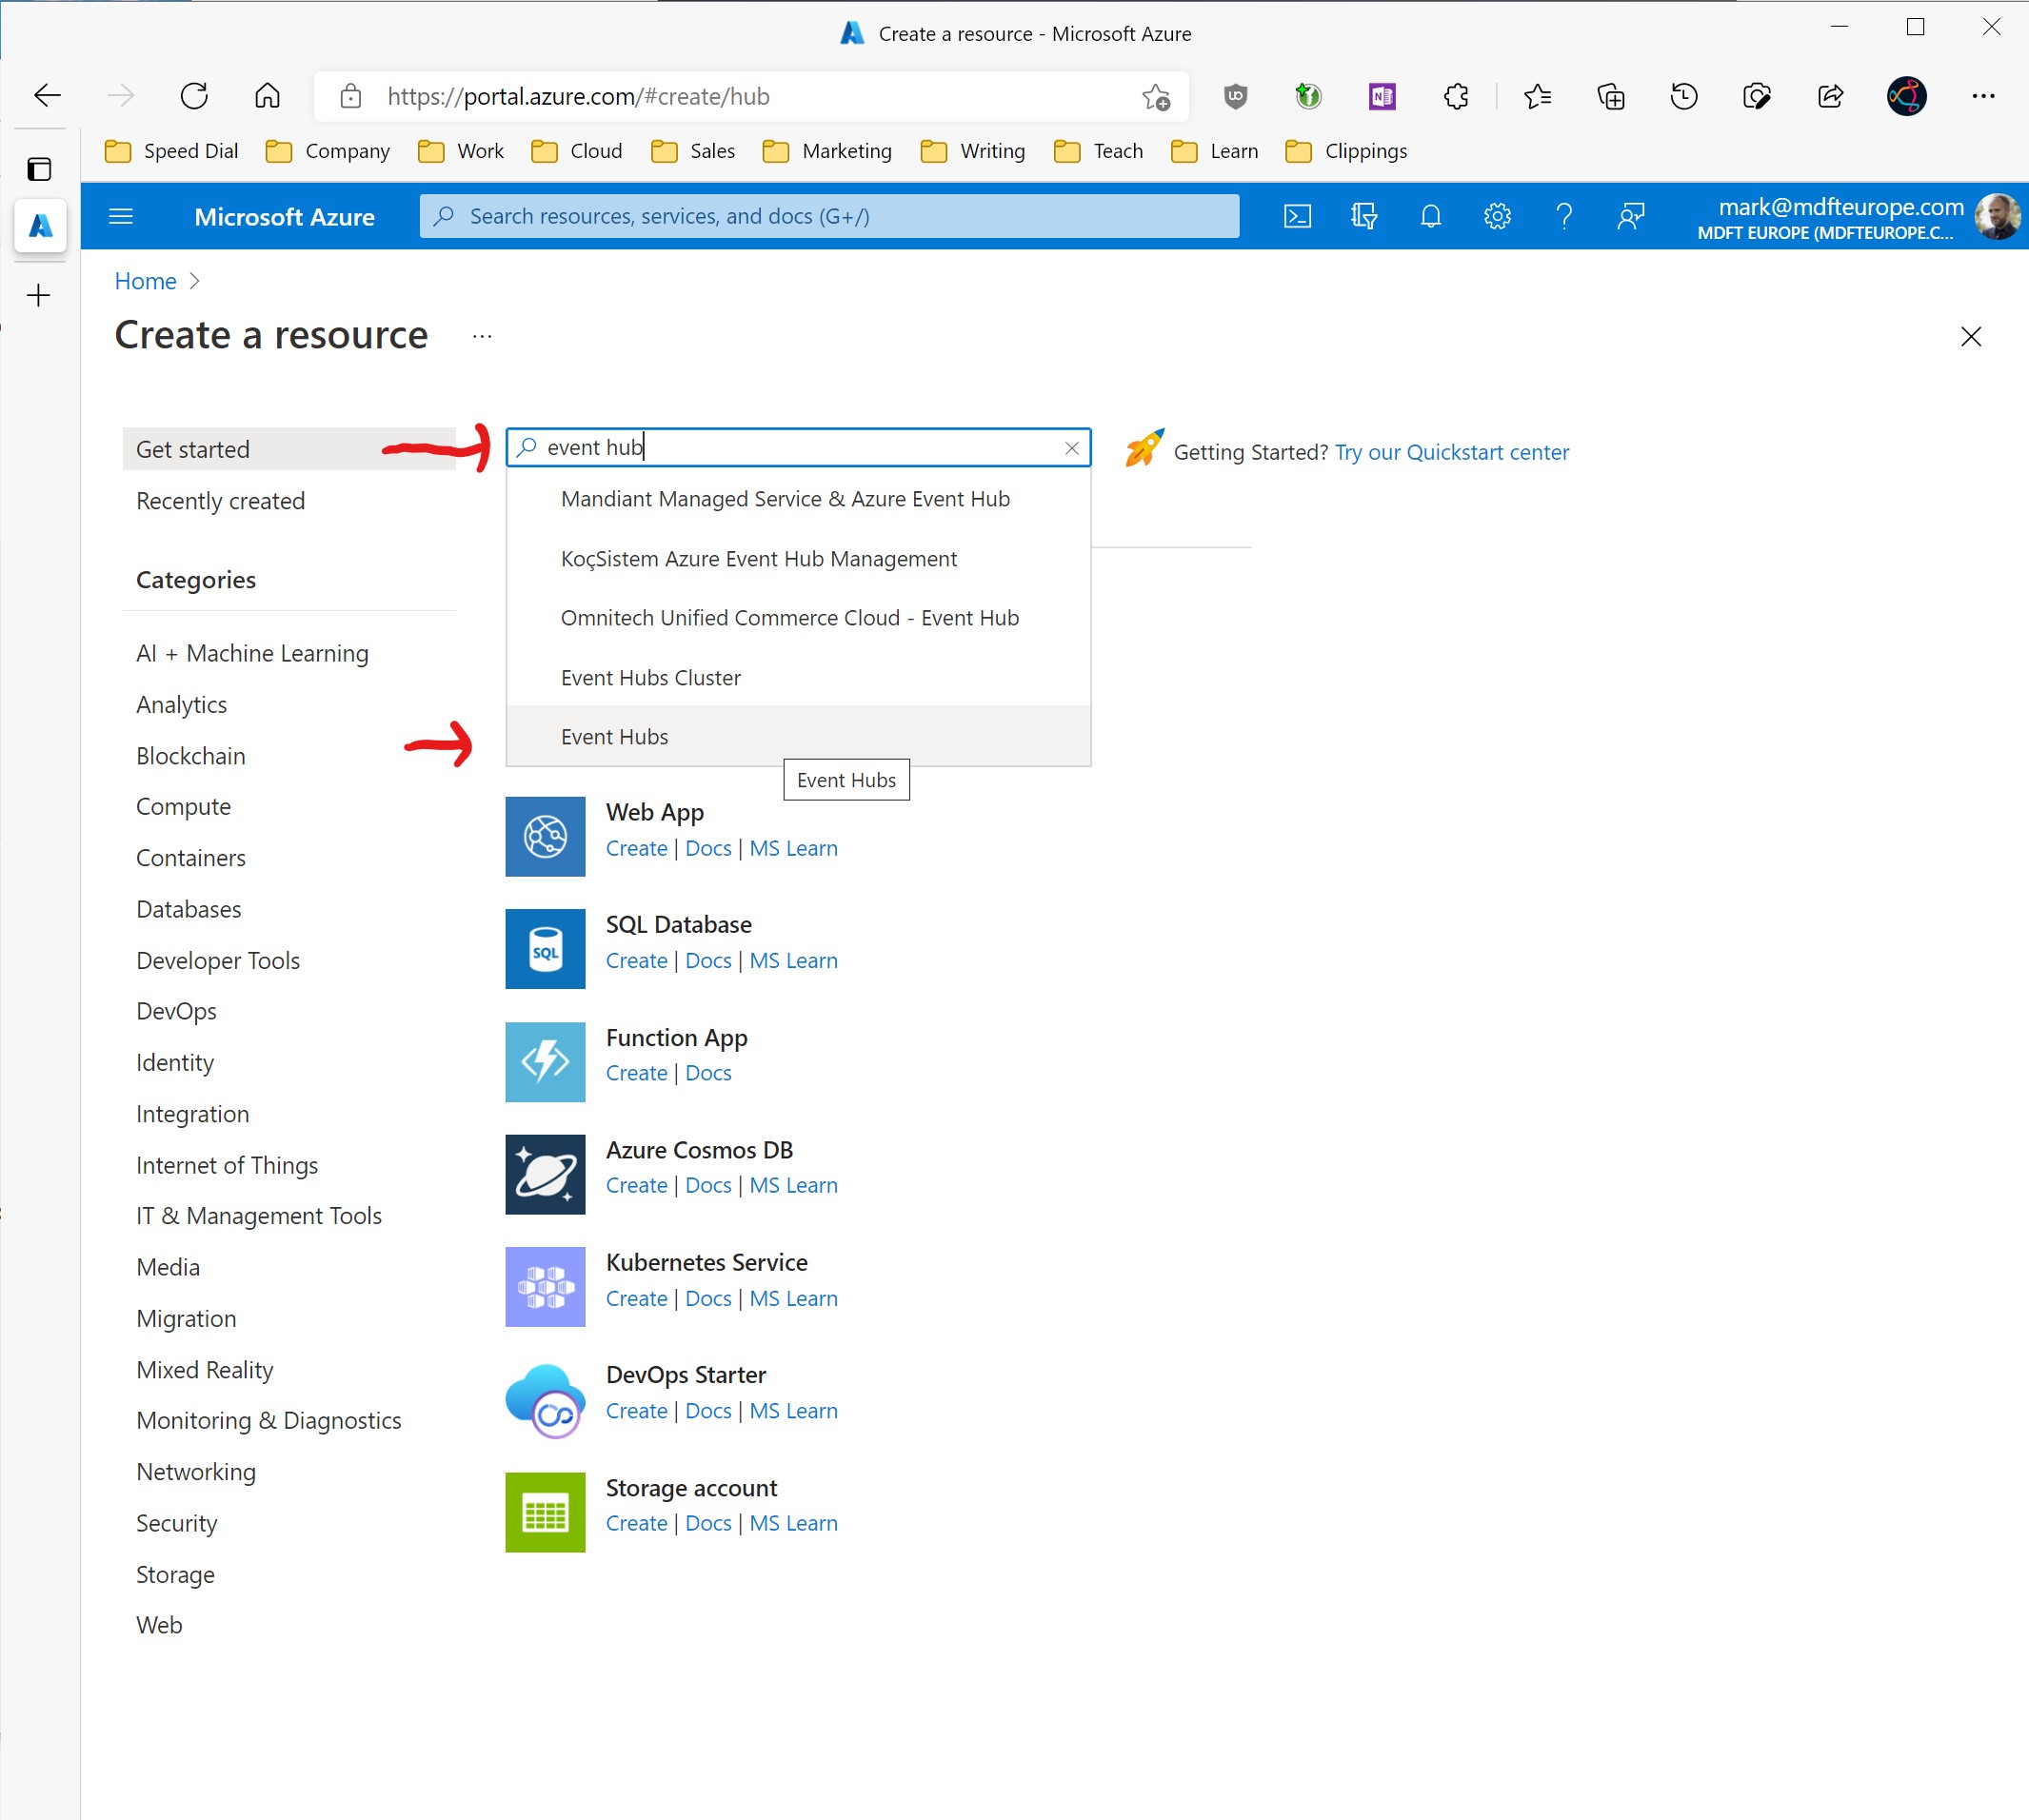 Create a resource - Microsoft Azure
https://portal.azure.com/#create/hub
Speed Dial Company Work Cloud Sales Marketing Writing Teach Learn Clippings
Microsoft Azure
Search resources, services, and docs (G+/)
mark@mdfteurope.com
MDFT EUROPE (MDFTEUROPE.C...
Home >
Create a resource ...
Get started
Recently created
Categories
AI + Machine Learning
Analytics
Blockchain
Compute
Containers
Databases
Developer Tools
DevOps
Identity
Integration
Internet of Things
IT & Management Tools
Media
Migration
Mixed Reality
Monitoring & Diagnostics
Networking
Security
Storage
Web
event hub
Getting Started? Try our Quickstart center
Mandiant Managed Service & Azure Event Hub
KoçSistem Azure Event Hub Management
Omnitech Unified Commerce Cloud - Event Hub
Event Hubs Cluster
Event Hubs
Event Hubs
Web App
Create | Docs | MS Learn
SQL
SQL Database
Create | Docs | MS Learn
Function App
Create | Docs
Azure Cosmos DB
Create | Docs | MS Learn
Kubernetes Service
Create | Docs | MS Learn
DevOps Starter
Create | Docs | MS Learn
Storage account
Create | Docs | MS Learn